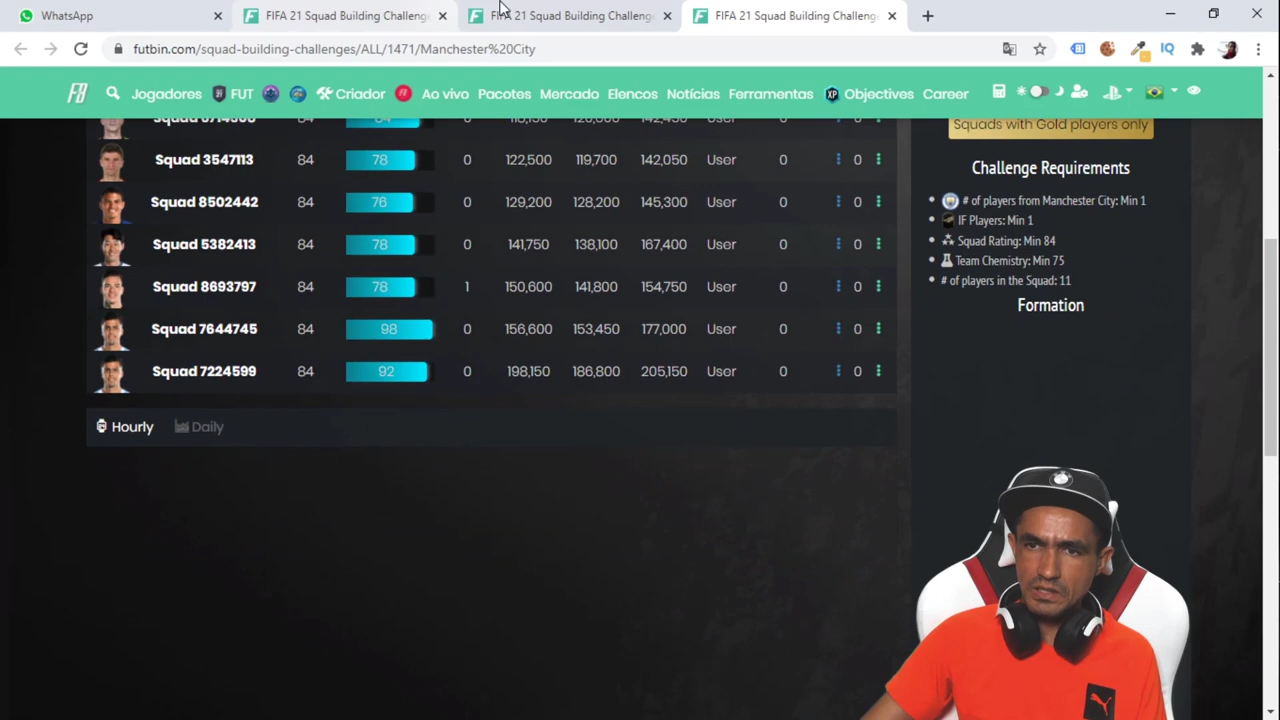 WhatsApp
FIFA 21 Squad Building Challenge
FIFA 21 Squad Building Challenge
FIFA 21 Squad Building Challenge
futbin.com/squad-building-challenges/ALL/1471/Manchester%20City
Jogadores FUT Criador Ao vivo Pacotes Mercado Elencos Notícias Ferramentas XP Objectives Career
Squads with Gold players only
Squad 3547113 84 78 0 122,500 119,700 142,050 User 0 0
Squad 8502442 84 76 0 129,200 128,200 145,300 User 0 0
Squad 5382413 84 78 0 141,750 138,100 167,400 User 0 0
Squad 8693797 84 78 1 150,600 141,800 154,750 User 0 0
Squad 7644745 84 98 0 156,600 153,450 177,000 User 0 0
Squad 7224599 84 92 0 198,150 186,800 205,150 User 0 0
Hourly Daily
Challenge Requirements
# of players from Manchester City: Min 1
IF Players: Min 1
Squad Rating: Min 84
Team Chemistry: Min 75
# of players in the Squad: 11
Formation
IQ
PUMA